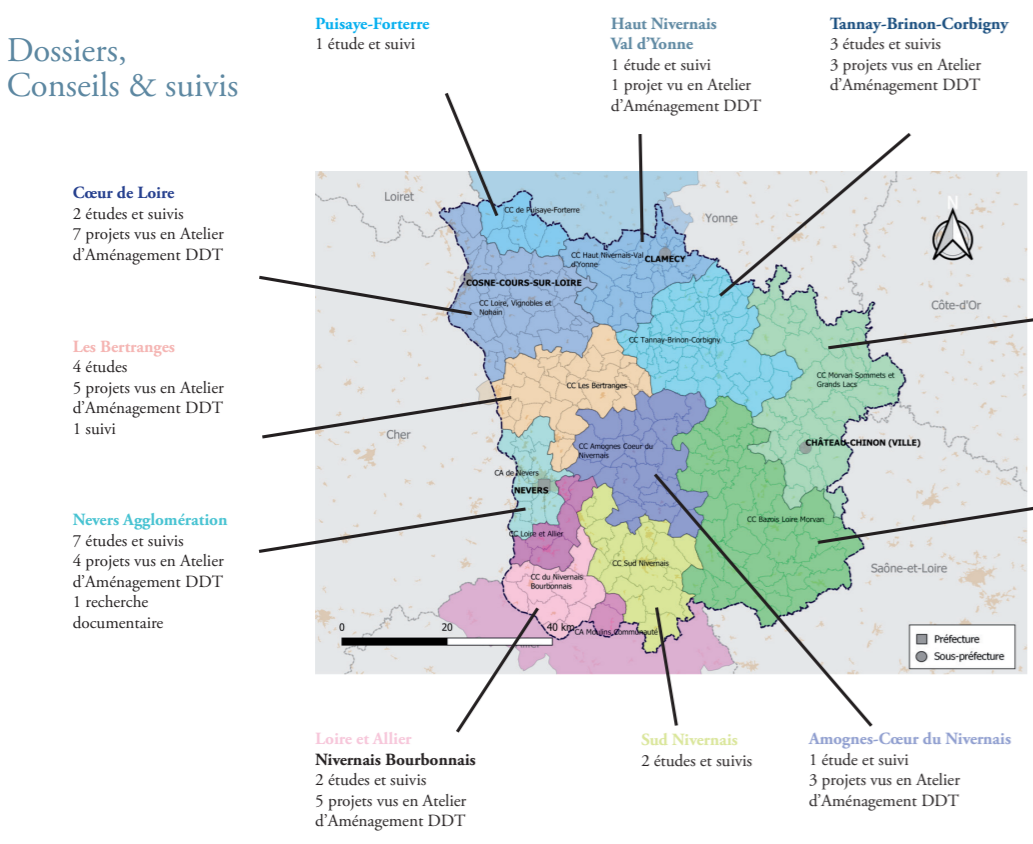 Dossiers,
Conseils & suivis
Puisaye-Forterre
1 étude et suivi
Haut Nivernais
Val d'Yonne
1 étude et suivi
1 projet vu en Atelier
d'Aménagement DDT
Tannay-Brinon-Corbigny
3 études et suivis
3 projets vus en Atelier
d'Aménagement DDT
Cœur de Loire
2 études et suivis
7 projets vus en Atelier
d'Aménagement DDT
Les Bertranges
4 études
5 projets vus en Atelier
d'Aménagement DDT
1 suivi
Nevers Agglomération
7 études et suivis
4 projets vus en Atelier
d'Aménagement DDT
1 recherche
documentaire
Loiret
Yonne
N
Côte-d'Or
Cher
Saône-et-Loire
CC de Puisaye-Forterre
CC Haut Nivernais-Val
d'Yonne
CLAMECY
COSNE-COURS-SUR-LOIRE
CC Loire, Vignobles et
Nohain
CC Tannay-Brinon-Corbigny
CC Morvan Sommets et
Grands Lacs
CC Les Bertranges
CHÂTEAU-CHINON (VILLE)
CC Amognes Coeur du
Nivernais
CA de Nevers
NEVERS
CC Bazois Loire Morvan
CC Loire et Allier
CC Sud Nivernais
CC du Nivernais
Bourbonnais
CA Moulins Communauté
0 20 40 km
Préfecture
Sous-préfecture
Loire et Allier
Nivernais Bourbonnais
2 études et suivis
5 projets vus en Atelier
d'Aménagement DDT
Sud Nivernais
2 études et suivis
Amognes-Cœur du Nivernais
1 étude et suivi
3 projets vus en Atelier
d'Aménagement DDT